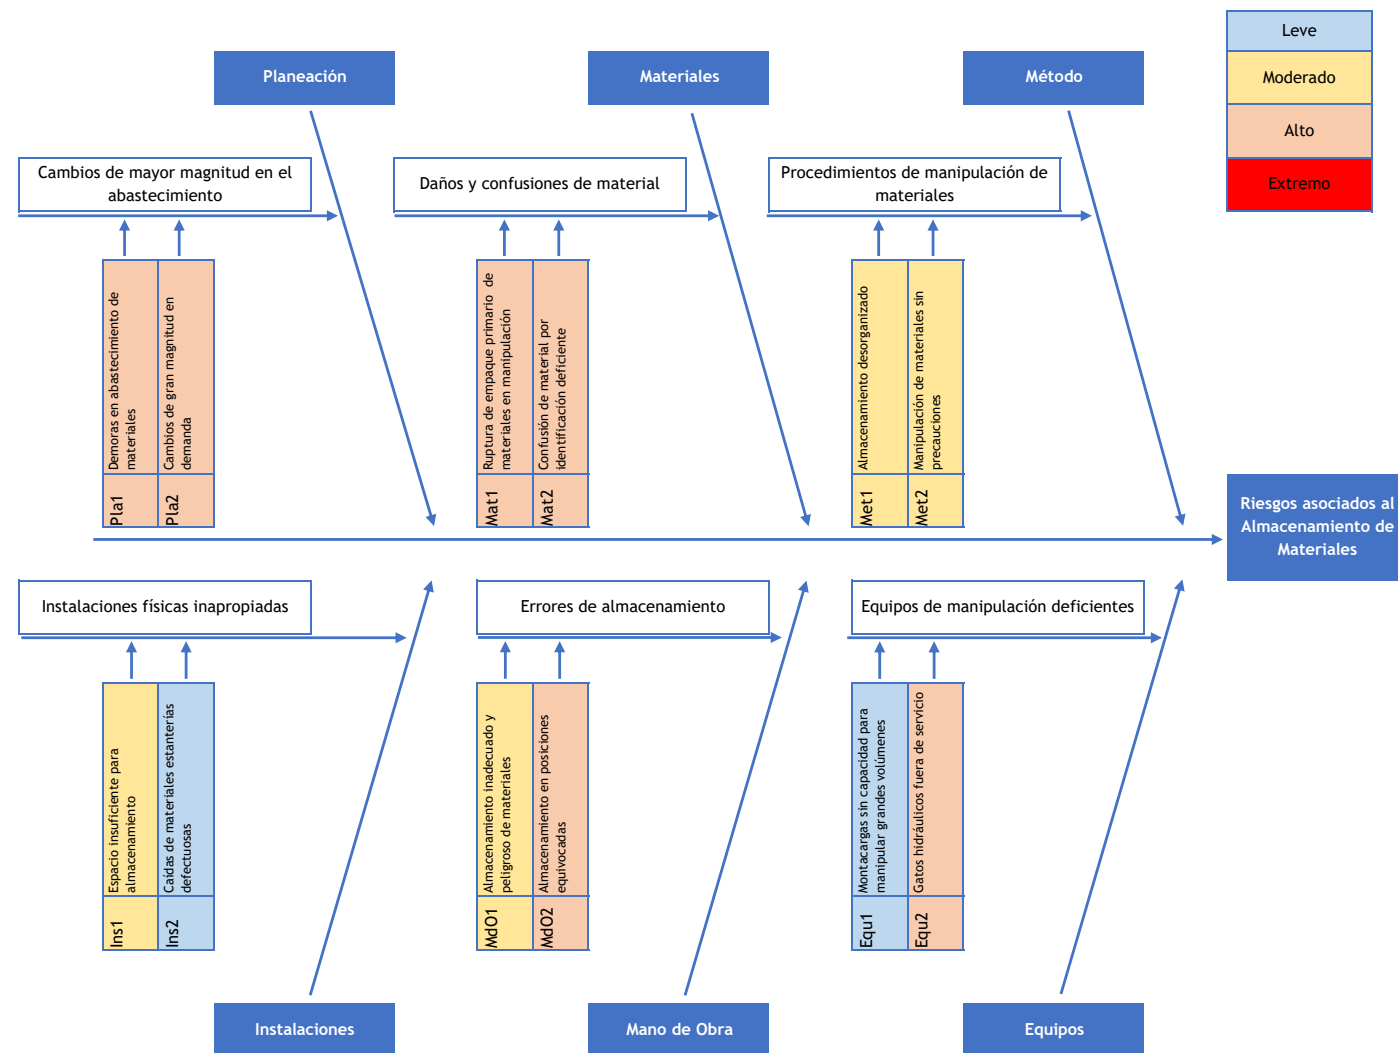 Leve
Moderado
Alto
Extremo
Planeación
Materiales
Método
Cambios de mayor magnitud en el
abastecimiento
Daños y confusiones de material
Procedimientos de manipulación de
materiales
Demoras en abastecimiento de
materiales
Pla1
Cambios de gran magnitud en
demanda
Pla2
Ruptura de empaque primario de
materiales en manipulación
Mat1
Confusión de material por
identificación deficiente
Mat2
Almacenamiento desorganizado
Met1
Manipulación de materiales sin
precauciones
Met2
Riesgos asociados al
Almacenamiento de
Materiales
Instalaciones físicas inapropiadas
Errores de almacenamiento
Equipos de manipulación deficientes
Espacio insuficiente para
almacenamiento
Ins1
Caídas de materiales estanterías
defectuosas
Ins2
Almacenamiento inadecuado y
peligroso de materiales
MdO1
Almacenamiento en posiciones
equivocadas
MdO2
Montacargas sin capacidad para
manipular grandes volúmenes
Equ1
Gatos hidráulicos fuera de servicio
Equ2
Instalaciones
Mano de Obra
Equipos